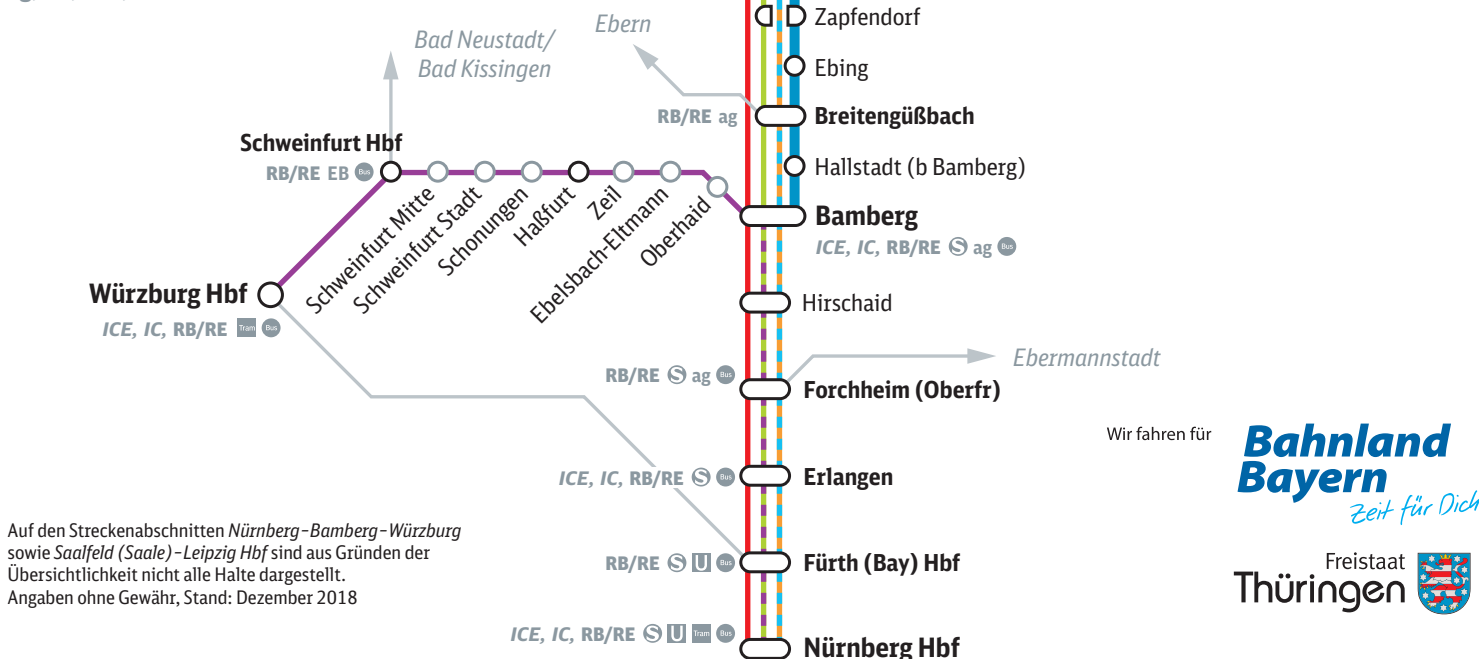 Zapfendorf
Ebern
Bad Neustadt/
Bad Kissingen
Ebing
RB/RE ag
Breitengüßbach
Schweinfurt Hbf
RB/RE EB Bus
Hallstadt (b Bamberg)
Schweinfurt Mitte
Schweinfurt Stadt
Schonungen
Haßfurt
Zeil
Ebelsbach-Eltmann
Oberhaid
Bamberg
ICE, IC, RB/RE S ag Bus
Würzburg Hbf
ICE, IC, RB/RE Tram Bus
Hirschaid
Ebermannstadt
RB/RE S ag Bus
Forchheim (Oberfr)
Wir fahren für
Bahnland
Bayern
Zeit für Dich
ICE, IC, RB/RE S Bus
Erlangen
Auf den Streckenabschnitten Nürnberg–Bamberg–Würzburg
sowie Saalfeld (Saale)–Leipzig Hbf sind aus Gründen der
Übersichtlichkeit nicht alle Halte dargestellt.
Angaben ohne Gewähr, Stand: Dezember 2018
RB/RE S U Bus
Fürth (Bay) Hbf
Freistaat
Thüringen
ICE, IC, RB/RE S U Tram Bus
Nürnberg Hbf